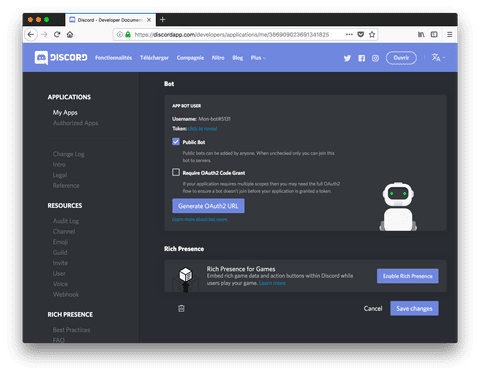 Discord - Developer Documen
https://discordapp.com/developers/applications/me/386909023691341825
DISCORD
Fonctionnalités
Télécharger
Compagnie
Nitro
Blog
Plus
Ouvrir
APPLICATIONS
My Apps
Authorized Apps
Change Log
Intro
Legal
Reference
RESOURCES
Audit Log
Channel
Emoji
Guild
Invite
User
Voice
Webhook
RICH PRESENCE
Best Practices
FAQ
Bot
APP BOT USER
Username: Mon-bot#5131
Token: click to reveal
Public Bot
Public bots can be added by anyone. When unchecked only you can join this
bot to servers.
Require OAuth2 Code Grant
If your application requires multiple scopes then you may need the full OAuth2
flow to ensure a bot doesn't join before your application is granted a token.
Generate OAuth2 URL
Learn more about bot users.
Rich Presence
Rich Presence for Games
Embed rich game data and action buttons within Discord while
users play your game. Learn more
Enable Rich Presence
Cancel
Save changes